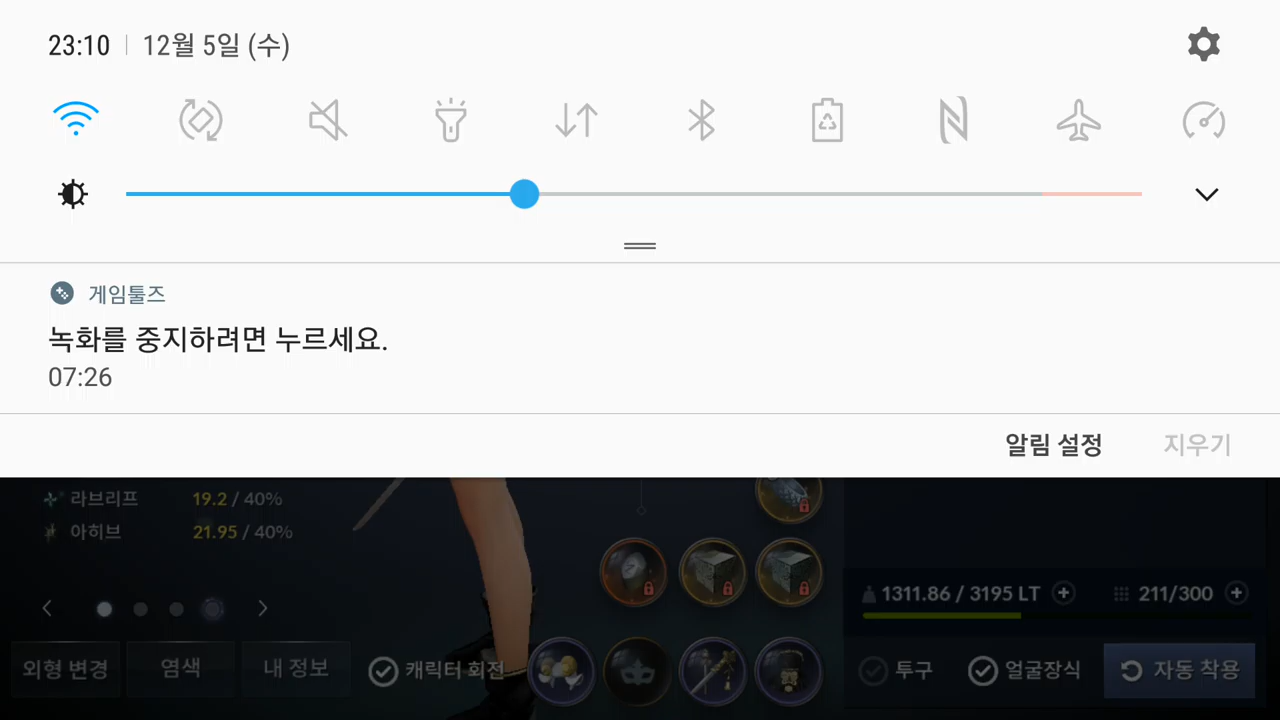 23:10 | 12월 5일 (수)
게임툴즈
녹화를 중지하려면 누르세요.
07:26
알림 설정 지우기
라브리프 19.2 / 40%
아히브 21.95 / 40%
1311.86 / 3195 LT 211/300
외형 변경 염색 내 정보 캐릭터 회전 투구 얼굴장식 자동 착용